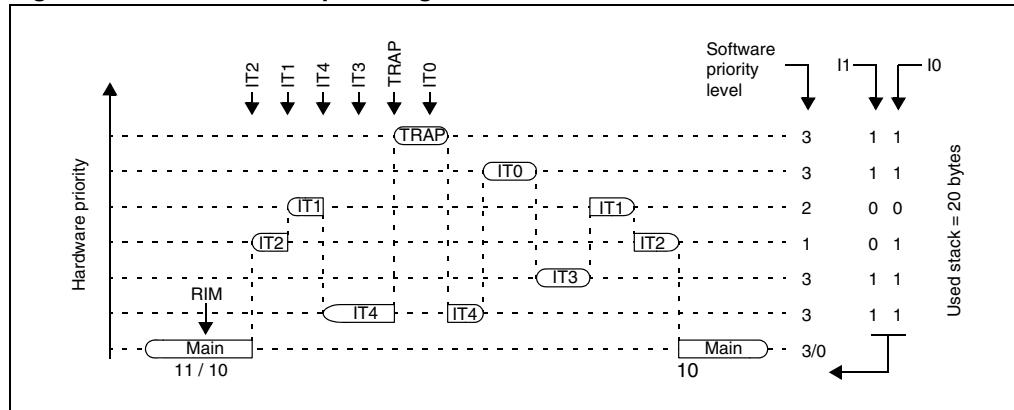 IT2
IT1
IT4
IT3
TRAP
IT0
Software
priority
level
I1
I0
TRAP
3
1 1
IT0
3
1 1
IT1
IT1
2
0 0
IT2
IT2
1
0 1
IT3
3
1 1
RIM
IT4
IT4
3
1 1
Main
Main
3/0
11 / 10
10
Hardware priority
Used stack = 20 bytes